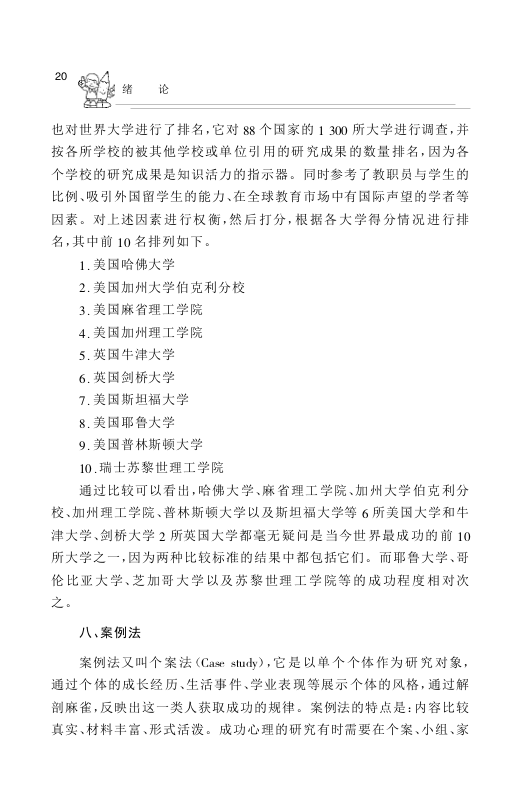 20
绪 论
也对世界大学进行了排名,它对 88 个国家的 1 300 所大学进行调查,并
按各所学校的被其他学校或单位引用的研究成果的数量排名,因为各
个学校的研究成果是知识活力的指示器。同时参考了教职员与学生的
比例、吸引外国留学生的能力、在全球教育市场中有国际声望的学者等
因素。对上述因素进行权衡,然后打分,根据各大学得分情况进行排
名,其中前 10 名排列如下。
1.美国哈佛大学
2.美国加州大学伯克利分校
3.美国麻省理工学院
4.美国加州理工学院
5.英国牛津大学
6.英国剑桥大学
7.美国斯坦福大学
8.美国耶鲁大学
9.美国普林斯顿大学
10.瑞士苏黎世理工学院
通过比较可以看出,哈佛大学、麻省理工学院、加州大学伯克利分
校、加州理工学院、普林斯顿大学以及斯坦福大学等 6 所美国大学和牛
津大学、剑桥大学 2 所英国大学都毫无疑问是当今世界最成功的前 10
所大学之一,因为两种比较标准的结果中都包括它们。而耶鲁大学、哥
伦比亚大学、芝加哥大学以及苏黎世理工学院等的成功程度相对次
之。
八、案例法
案例法又叫个案法(Case study),它是以单个个体作为研究对象,
通过个体的成长经历、生活事件、学业表现等展示个体的风格,通过解
剖麻雀,反映出这一类人获取成功的规律。案例法的特点是:内容比较
真实、材料丰富、形式活泼。成功心理的研究有时需要在个案、小组、家